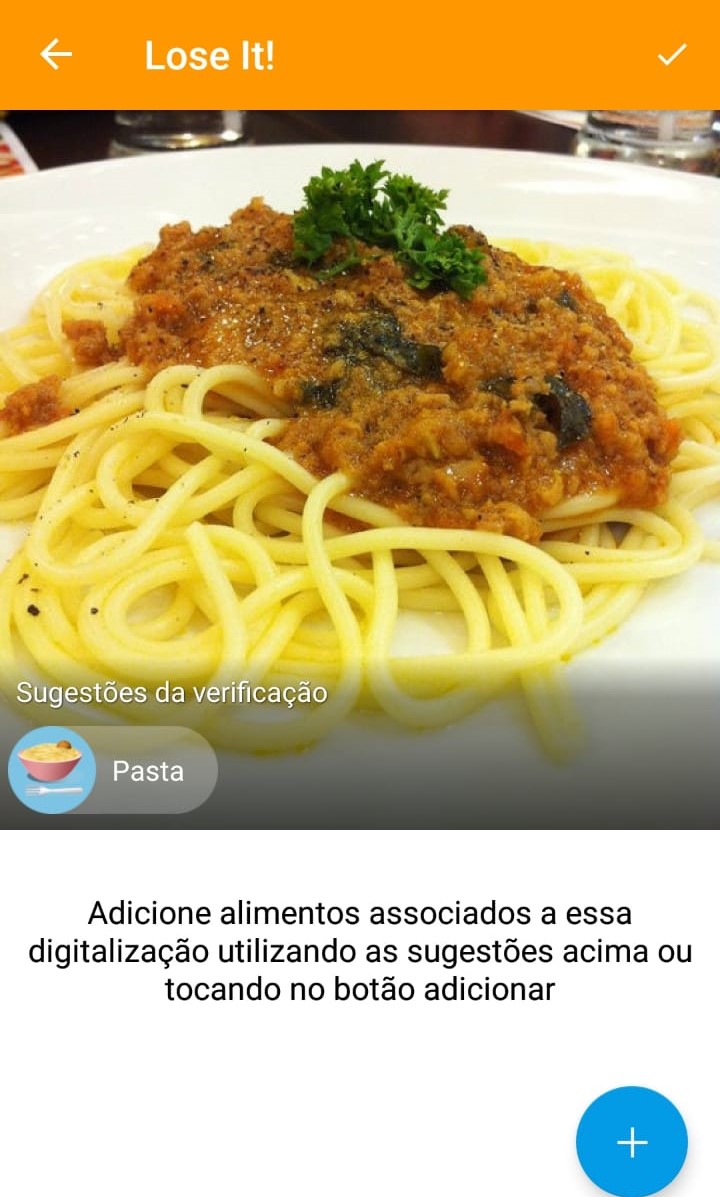 Lose It!
Sugestões da verificação
Pasta
Adicione alimentos associados a essa
digitalização utilizando as sugestões acima ou
tocando no botão adicionar